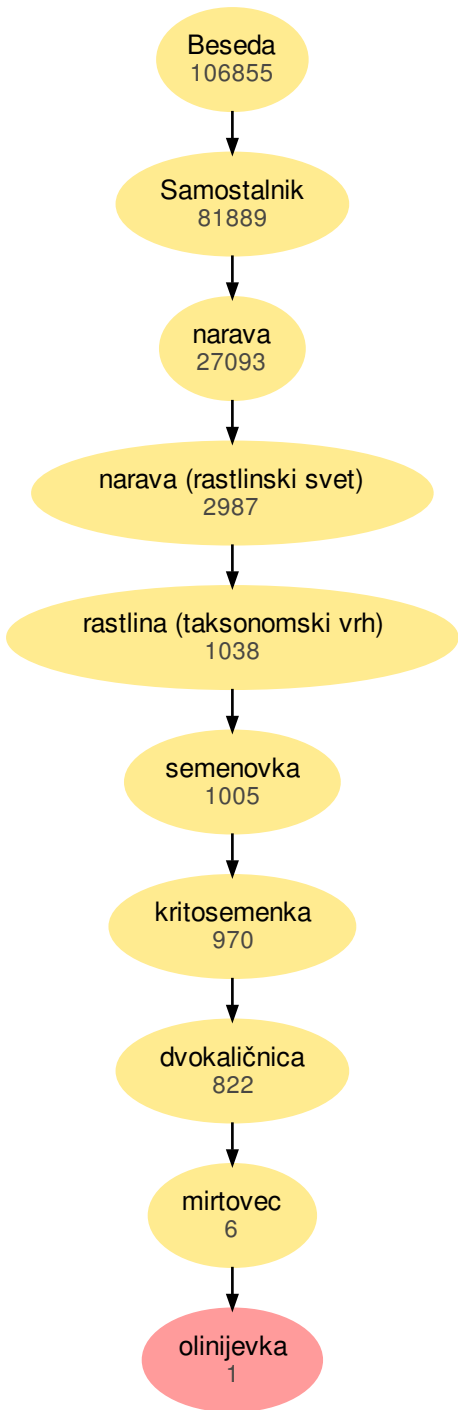 Beseda
106855
Samostalnik
81889
narava
27093
narava (rastlinski svet)
2987
rastlina (taksonomski vrh)
1038
semenovka
1005
kritosemenka
970
dvokaličnica
822
mirtovec
6
olinijevka
1